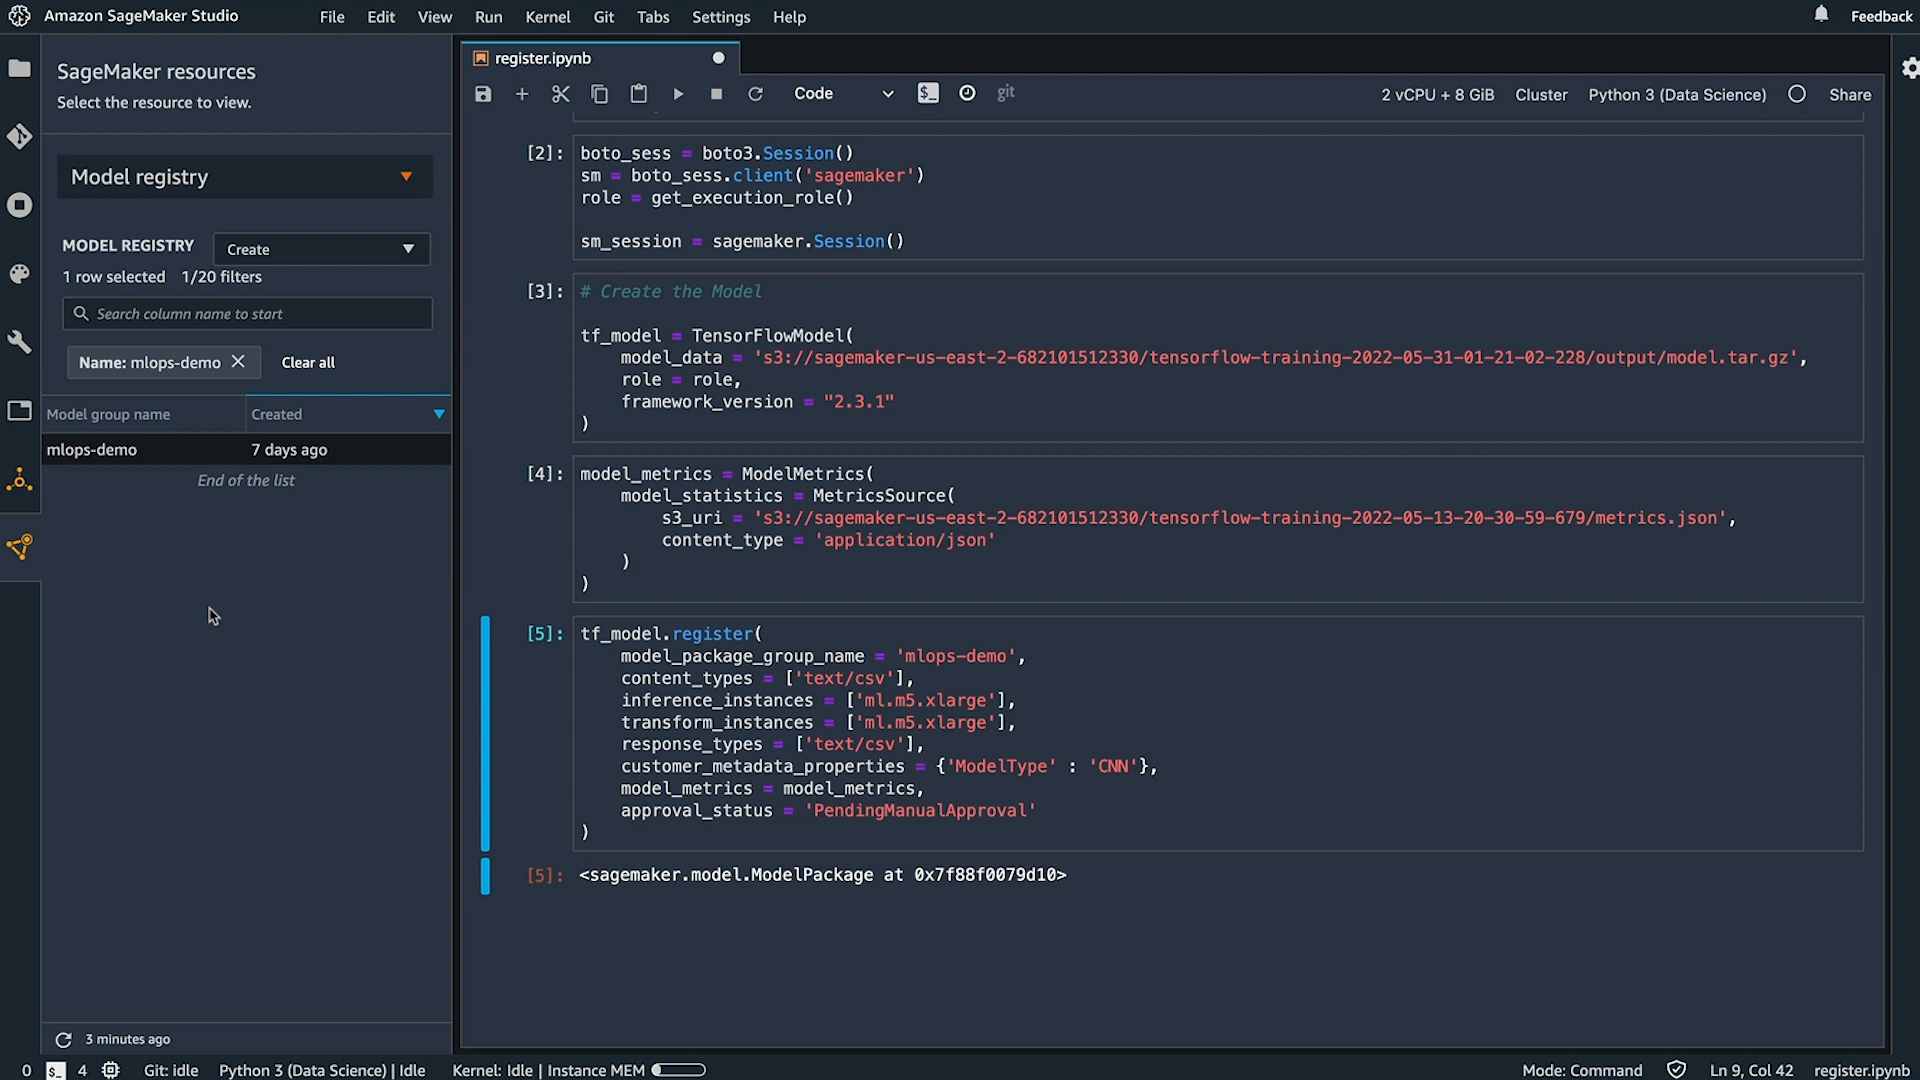 Amazon SageMaker Studio
File Edit View Run Kernel Git Tabs Settings Help
Feedback
SageMaker resources
Select the resource to view.
Model registry
MODEL REGISTRY
Create
1 row selected 1/20 filters
Search column name to start
Name: mlops-demo
Clear all
Model group name Created
mlops-demo 7 days ago
End of the list
3 minutes ago
register.ipynb
Code
git
2 vCPU + 8 GiB Cluster Python 3 (Data Science) Share
[2]: boto_sess = boto3.Session()
sm = boto_sess.client('sagemaker')
role = get_execution_role()
sm_session = sagemaker.Session()
[3]: # Create the Model
tf_model = TensorFlowModel(
model_data = 's3://sagemaker-us-east-2-682101512330/tensorflow-training-2022-05-31-01-21-02-228/output/model.tar.gz',
role = role,
framework_version = "2.3.1"
)
[4]: model_metrics = ModelMetrics(
model_statistics = MetricsSource(
s3_uri = 's3://sagemaker-us-east-2-682101512330/tensorflow-training-2022-05-13-20-30-59-679/metrics.json',
content_type = 'application/json'
)
)
[5]: tf_model.register(
model_package_group_name = 'mlops-demo',
content_types = ['text/csv'],
inference_instances = ['ml.m5.xlarge'],
transform_instances = ['ml.m5.xlarge'],
response_types = ['text/csv'],
customer_metadata_properties = {'ModelType' : 'CNN'},
model_metrics = model_metrics,
approval_status = 'PendingManualApproval'
)
[5]: <sagemaker.model.ModelPackage at 0x7f88f0079d10>
0 $_ 4 Git: idle Python 3 (Data Science) | Idle Kernel: Idle | Instance MEM
Mode: Command Ln 9, Col 42 register.ipynb